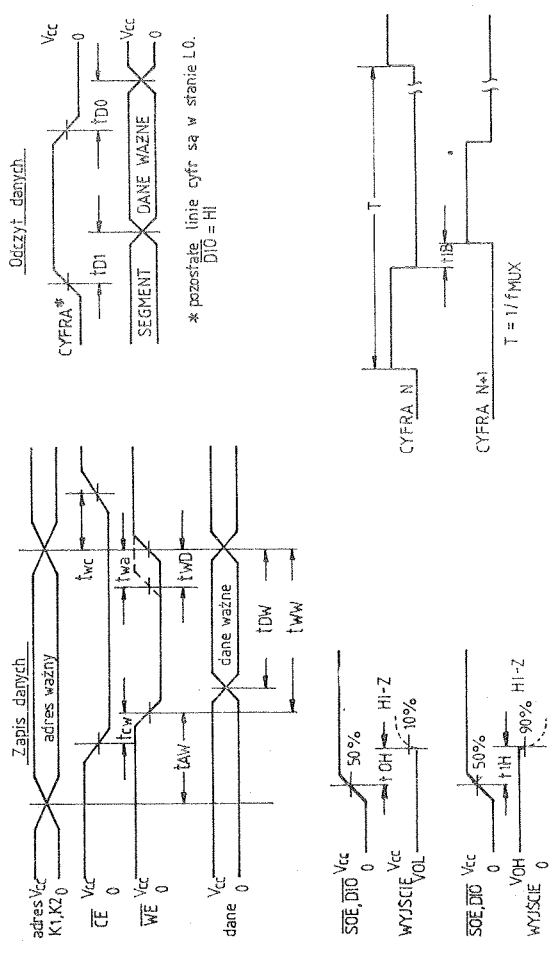 Zapis danych
adres
K1,K2
Vcc
0
adres ważny
CE
Vcc
0
tcw
twc
WE
Vcc
0
tAW
twa
twD
dane
Vcc
0
dane ważne
tDW
tWW
Odczyt danych
CYFRA*
Vcc
0
tD1
tD0
SEGMENT
DANE WAŻNE
Vcc
0
* pozostałe linie cyfr są w stanie LO.
DIO = HI
SOE, DIO
Vcc
0
50%
t0H
HI-Z
WYJŚCIE
Vcc
VOL
10%
SOE, DIO
Vcc
0
50%
t1H
HI-Z
WYJŚCIE
VOH
0
90%
CYFRA N
T
CYFRA N+1
tIB
T = 1/fMUX